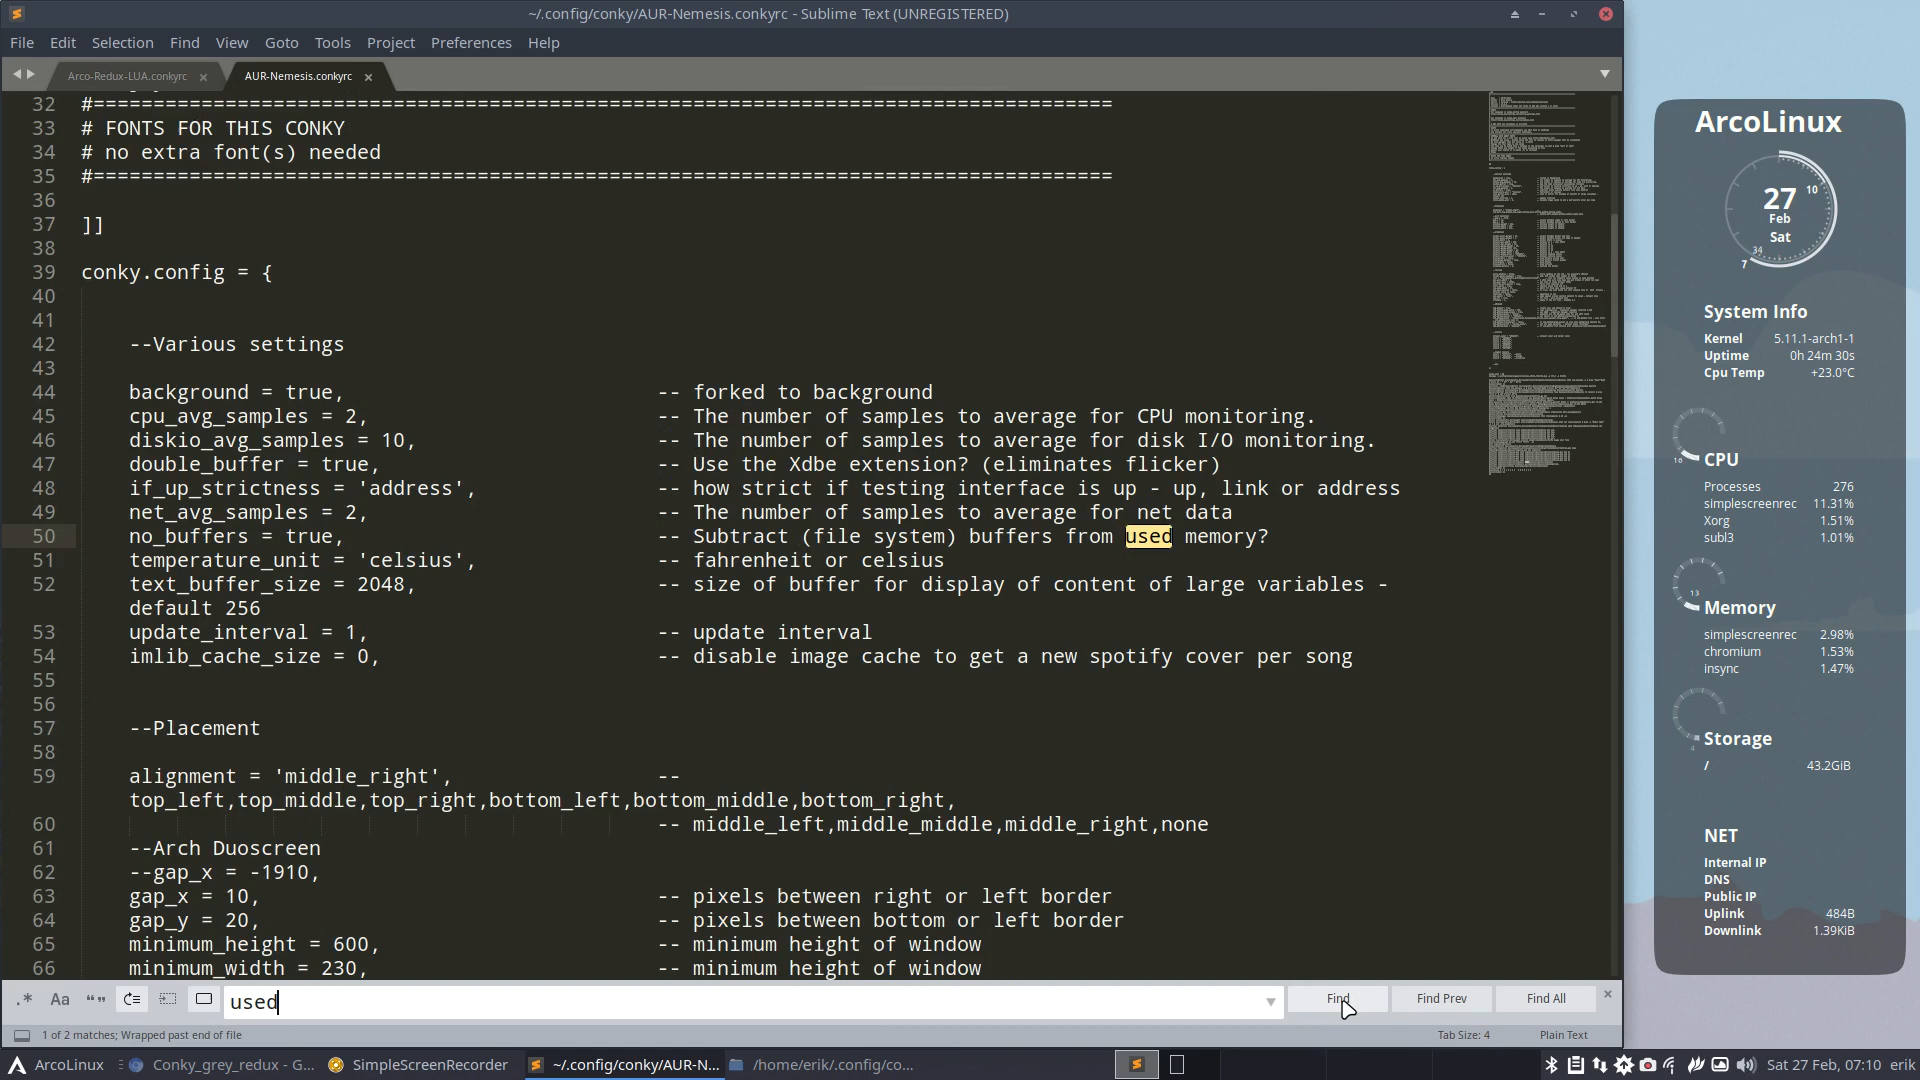 ~/.config/conky/AUR-Nemesis.conkyrc - Sublime Text (UNREGISTERED)
File Edit Selection Find View Goto Tools Project Preferences Help
Arco-Redux-LUA.conkyrc × AUR-Nemesis.conkyrc ×
32 #=====================================================================================
33 # FONTS FOR THIS CONKY
34 # no extra font(s) needed
35 #=====================================================================================
36
37 ]]
38
39 conky.config = {
40
41
42 --Various settings
43
44 background = true, -- forked to background
45 cpu_avg_samples = 2, -- The number of samples to average for CPU monitoring.
46 diskio_avg_samples = 10, -- The number of samples to average for disk I/O monitoring.
47 double_buffer = true, -- Use the Xdbe extension? (eliminates flicker)
48 if_up_strictness = 'address', -- how strict if testing interface is up - up, link or address
49 net_avg_samples = 2, -- The number of samples to average for net data
50 no_buffers = true, -- Subtract (file system) buffers from used memory?
51 temperature_unit = 'celsius', -- fahrenheit or celsius
52 text_buffer_size = 2048, -- size of buffer for display of content of large variables -
default 256
53 update_interval = 1, -- update interval
54 imlib_cache_size = 0, -- disable image cache to get a new spotify cover per song
55
56
57 --Placement
58
59 alignment = 'middle_right', --
top_left,top_middle,top_right,bottom_left,bottom_middle,bottom_right,
60 -- middle_left,middle_middle,middle_right,none
61 --Arch Duoscreen
62 --gap_x = -1910,
63 gap_x = 10, -- pixels between right or left border
64 gap_y = 20, -- pixels between bottom or left border
65 minimum_height = 600, -- minimum height of window
66 minimum_width = 230, -- minimum height of window
.* Aa “” used Find Find Prev Find All ×
1 of 2 matches; Wrapped past end of file Tab Size: 4 Plain Text
ArcoLinux Conky_grey_redux - G... SimpleScreenRecorder ~/.config/conky/AUR-N... /home/erik/.config/co... Sat 27 Feb, 07:10 erik
ArcoLinux
10
27
Feb
Sat
34
7
System Info
Kernel 5.11.1-arch1-1
Uptime 0h 24m 30s
Cpu Temp +23.0°C
16 CPU
Processes 276
simplescreenrec 11.31%
Xorg 1.51%
subl3 1.01%
13 Memory
simplescreenrec 2.98%
chromium 1.53%
insync 1.47%
4 Storage
/ 43.2GiB
NET
Internal IP
DNS
Public IP
Uplink 484B
Downlink 1.39KiB